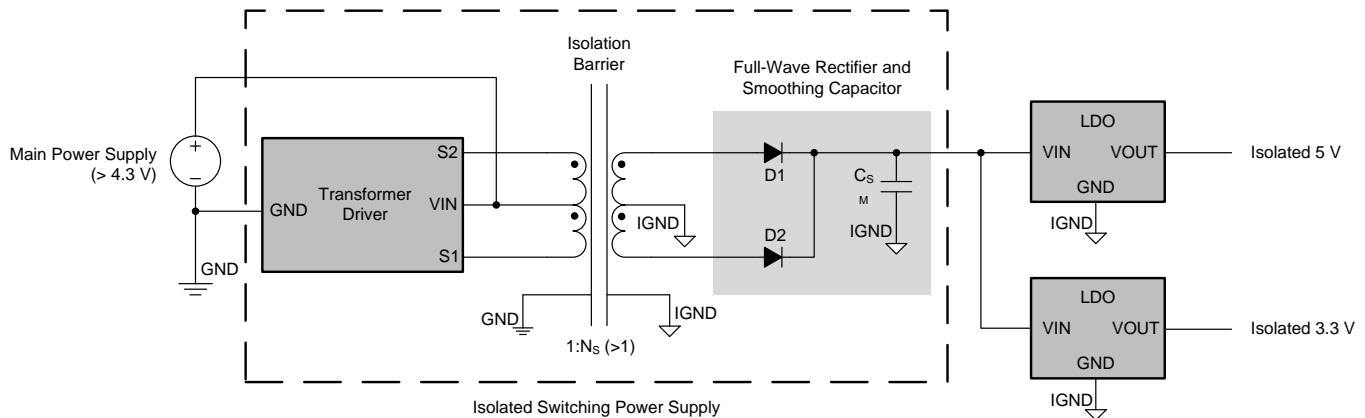 Isolation
Barrier
Full-Wave Rectifier and
Smoothing Capacitor
Main Power Supply
(> 4.3 V)
+
–
GND
GND
Transformer
Driver
S2
VIN
S1
GND
IGND
IGND
1:NS (>1)
D1
D2
CS
M
IGND
LDO
VIN
VOUT
GND
IGND
Isolated 5 V
LDO
VIN
VOUT
GND
IGND
Isolated 3.3 V
Isolated Switching Power Supply